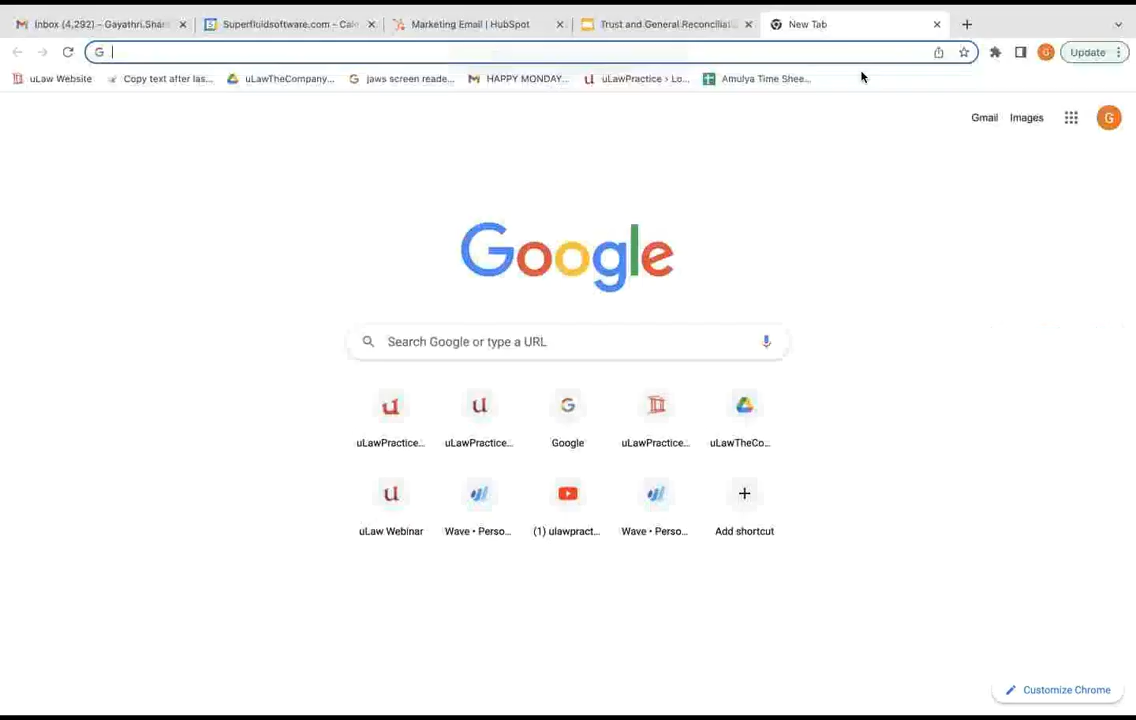 Inbox (4,292) – Gayathri.Shar
Superfluidsoftware.com – Cale
Marketing Email | HubSpot
Trust and General Reconciliat
New Tab
G
Update
uLaw Website
Copy text after las...
uLawTheCompany...
jaws screen reade...
HAPPY MONDAY...
uLawPractice › Lo...
Amulya Time Shee...
Gmail
Images
G
Google
Search Google or type a URL
uLawPractice...
uLawPractice...
Google
uLawPractice...
uLawTheCo...
uLaw Webinar
Wave • Perso...
(1) ulawpract...
Wave • Perso...
Add shortcut
Customize Chrome